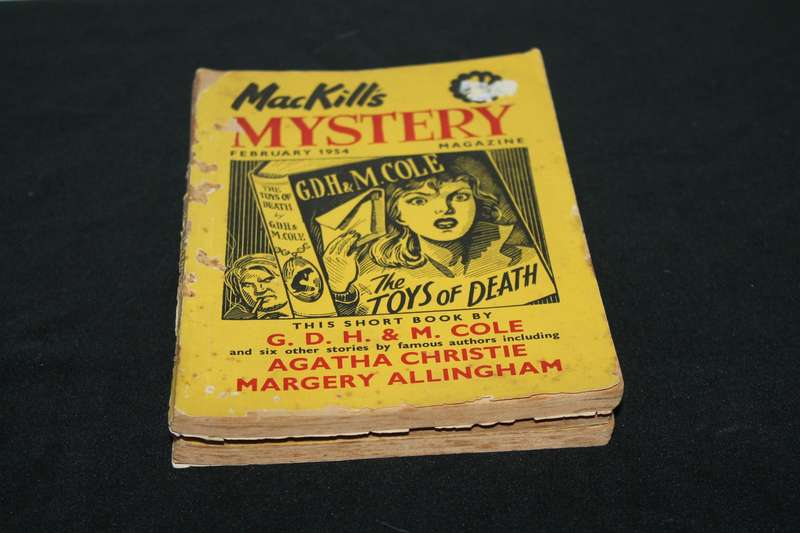 MacKill's
MYSTERY
FEBRUARY 1954 MAGAZINE
G.D.H & M. COLE
THE
TOYS OF
DEATH
by
G.D.H &
M. COLE
The
TOYS OF DEATH
THIS SHORT BOOK BY
G. D. H. & M. COLE
and six other stories by famous authors including
AGATHA CHRISTIE
MARGERY ALLINGHAM